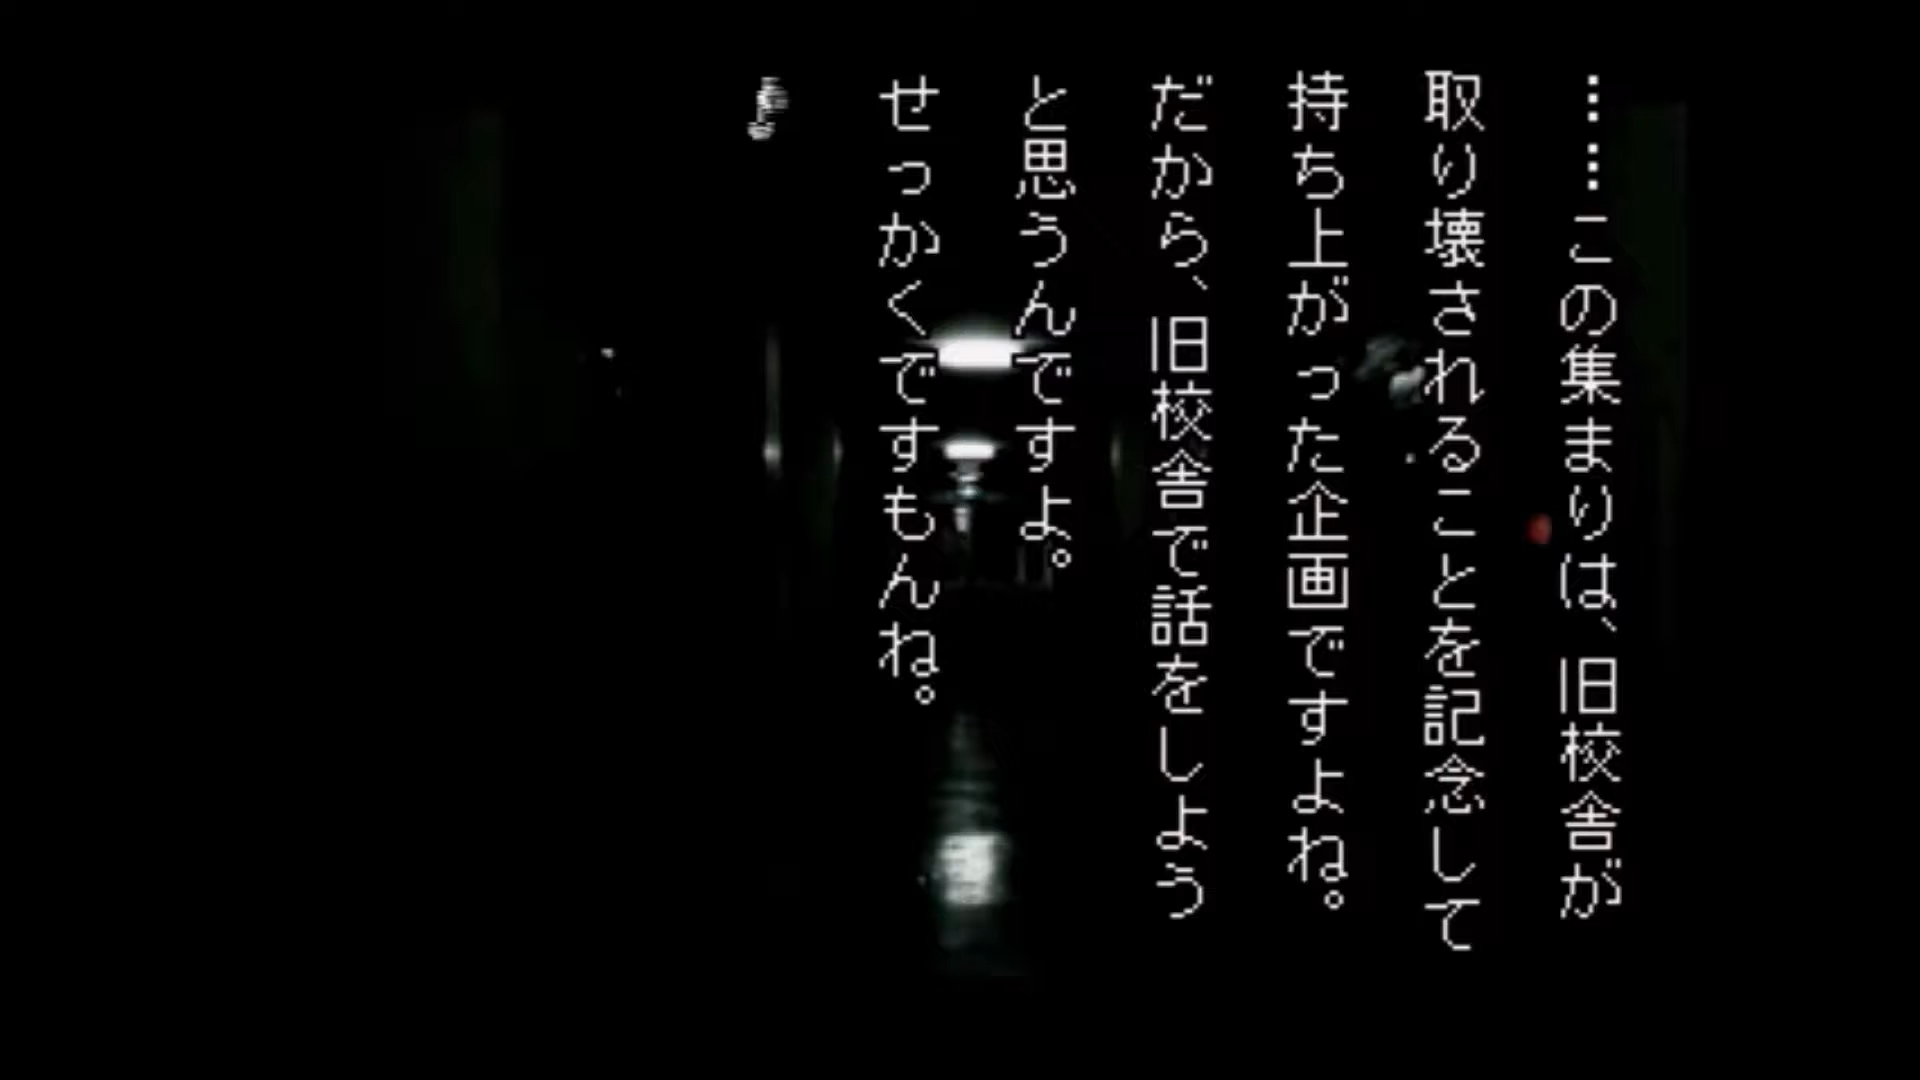 ……この集まりは、旧校舎が
取り壊されることを記念して
持ち上がった企画ですよね。
だから、旧校舎で話をしよう
と思うんですよ。
せっかくですもんね。